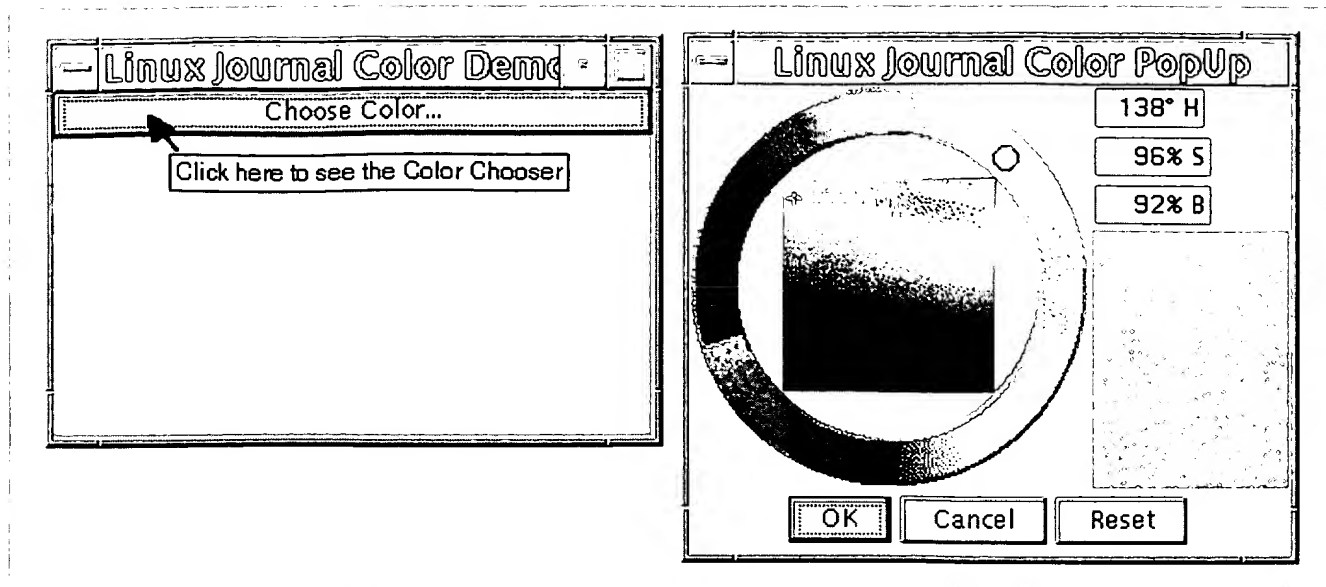 Linux Journal Color Demo
Choose Color...
Click here to see the Color Chooser
Linux Journal Color PopUp
138° H
96% S
92% B
OK
Cancel
Reset